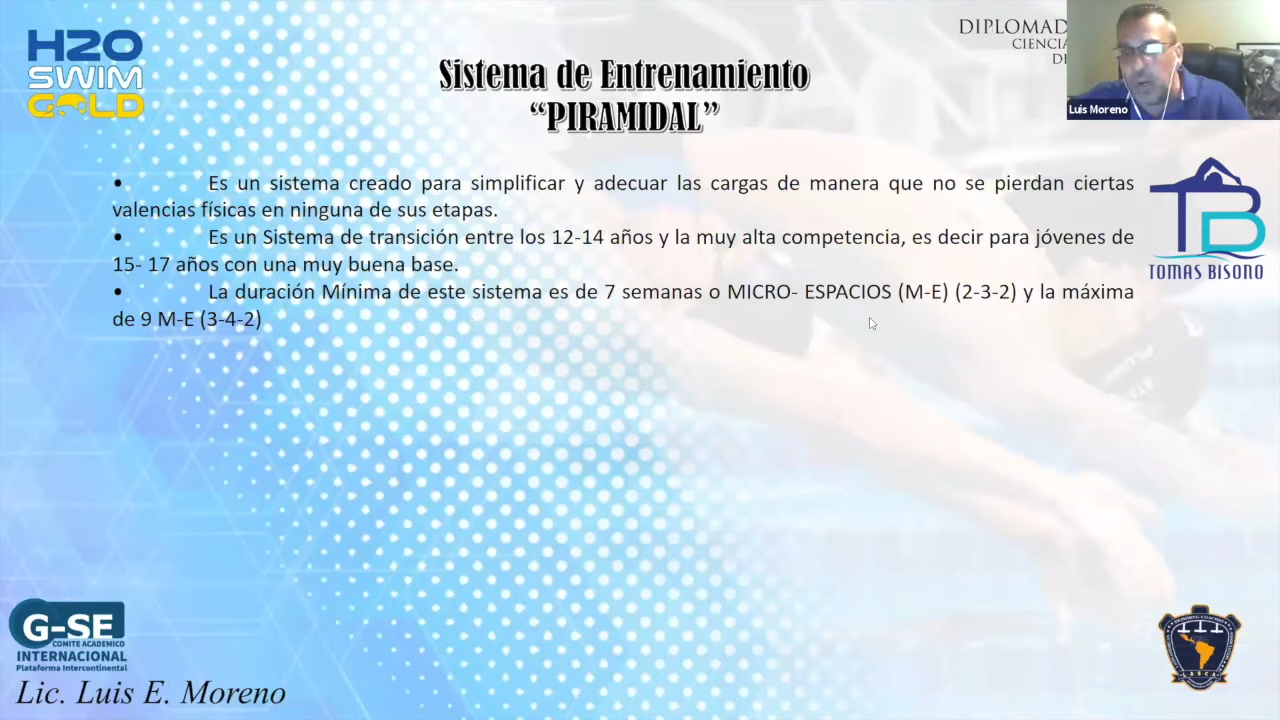 H2O
SWIM
GOLD
DIPLOMAD
CIENCIA
DE
Sistema de Entrenamiento
“PIRAMIDAL”
Luis Moreno
• Es un sistema creado para simplificar y adecuar las cargas de manera que no se pierdan ciertas
valencias físicas en ninguna de sus etapas.
• Es un Sistema de transición entre los 12-14 años y la muy alta competencia, es decir para jóvenes de
15- 17 años con una muy buena base.
• La duración Mínima de este sistema es de 7 semanas o MICRO- ESPACIOS (M-E) (2-3-2) y la máxima
de 9 M-E (3-4-2)
TB
TOMAS BISONO
G-SE
COMITE ACADEMICO
INTERNACIONAL
Plataforma Intercontinental
Lic. Luis E. Moreno